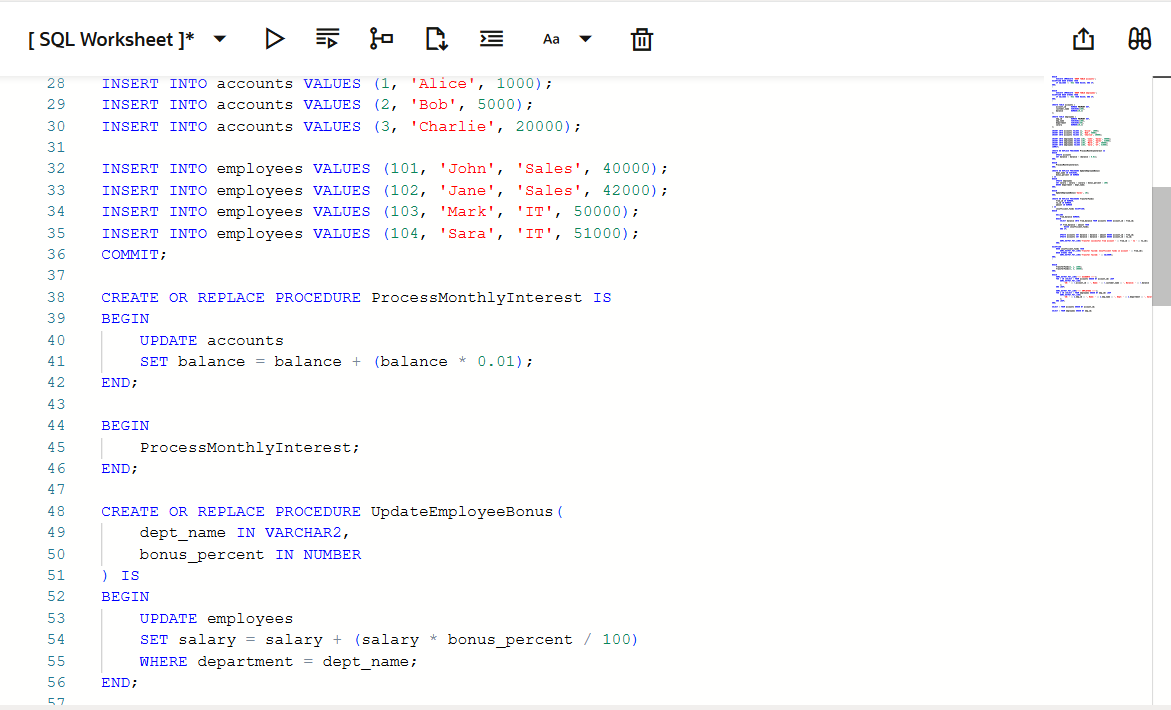 [ SQL Worksheet ]*
Aa
28 INSERT INTO accounts VALUES (1, 'Alice', 1000);
29 INSERT INTO accounts VALUES (2, 'Bob', 5000);
30 INSERT INTO accounts VALUES (3, 'Charlie', 20000);
31
32 INSERT INTO employees VALUES (101, 'John', 'Sales', 40000);
33 INSERT INTO employees VALUES (102, 'Jane', 'Sales', 42000);
34 INSERT INTO employees VALUES (103, 'Mark', 'IT', 50000);
35 INSERT INTO employees VALUES (104, 'Sara', 'IT', 51000);
36 COMMIT;
37
38 CREATE OR REPLACE PROCEDURE ProcessMonthlyInterest IS
39 BEGIN
40     UPDATE accounts
41     SET balance = balance + (balance * 0.01);
42 END;
43
44 BEGIN
45     ProcessMonthlyInterest;
46 END;
47
48 CREATE OR REPLACE PROCEDURE UpdateEmployeeBonus(
49     dept_name IN VARCHAR2,
50     bonus_percent IN NUMBER
51 ) IS
52 BEGIN
53     UPDATE employees
54     SET salary = salary + (salary * bonus_percent / 100)
55     WHERE department = dept_name;
56 END;
57